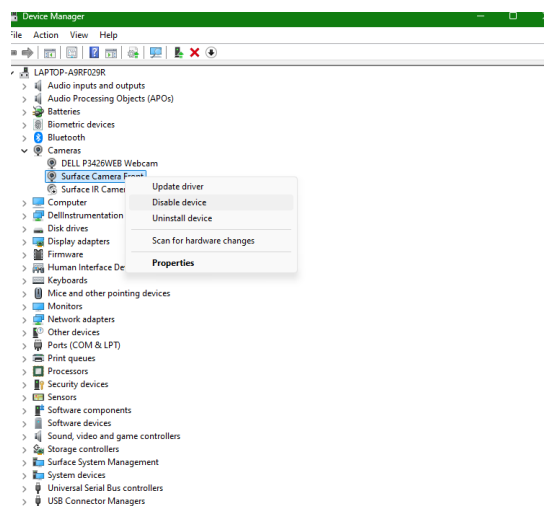 Device Manager
File Action View Help
LAPTOP-A9RF029R
Audio inputs and outputs
Audio Processing Objects (APOs)
Batteries
Biometric devices
Bluetooth
Cameras
DELL P3426WEB Webcam
Surface Camera Front
Surface IR Camer
Update driver
Disable device
Uninstall device
Scan for hardware changes
Properties
Computer
DellInstrumentation
Disk drives
Display adapters
Firmware
Human Interface De
Keyboards
Mice and other pointing devices
Monitors
Network adapters
Other devices
Ports (COM & LPT)
Print queues
Processors
Security devices
Sensors
Software components
Software devices
Sound, video and game controllers
Storage controllers
Surface System Management
System devices
Universal Serial Bus controllers
USB Connector Managers